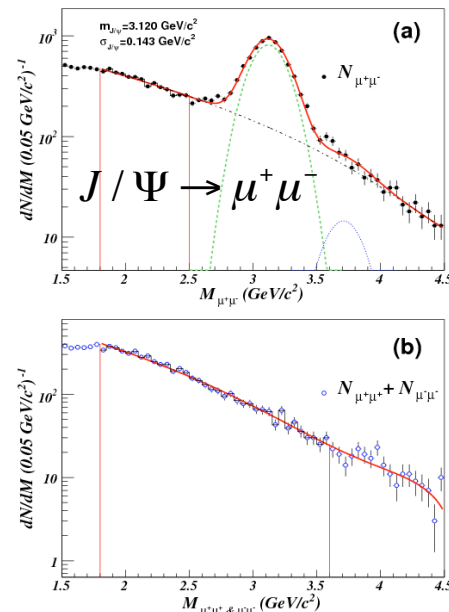 (a)
m_{J/ψ}=3.120 GeV/c²
σ_{J/ψ}=0.143 GeV/c²
10³
N_{μ⁺μ⁻}
dN/dM (0.05 GeV/c²)⁻¹
10²
J/Ψ → μ⁺μ⁻
10
1.5 2 2.5 3 3.5 4 4.5
M_{μ⁺μ⁻} (GeV/c²)
(b)
N_{μ⁺μ⁺} + N_{μ⁻μ⁻}
dN/dM (0.05 GeV/c²)⁻¹
10²
10
1
1.5 2 2.5 3 3.5 4 4.5
M_{μ⁺μ⁺ & μ⁻μ⁻} (GeV/c²)